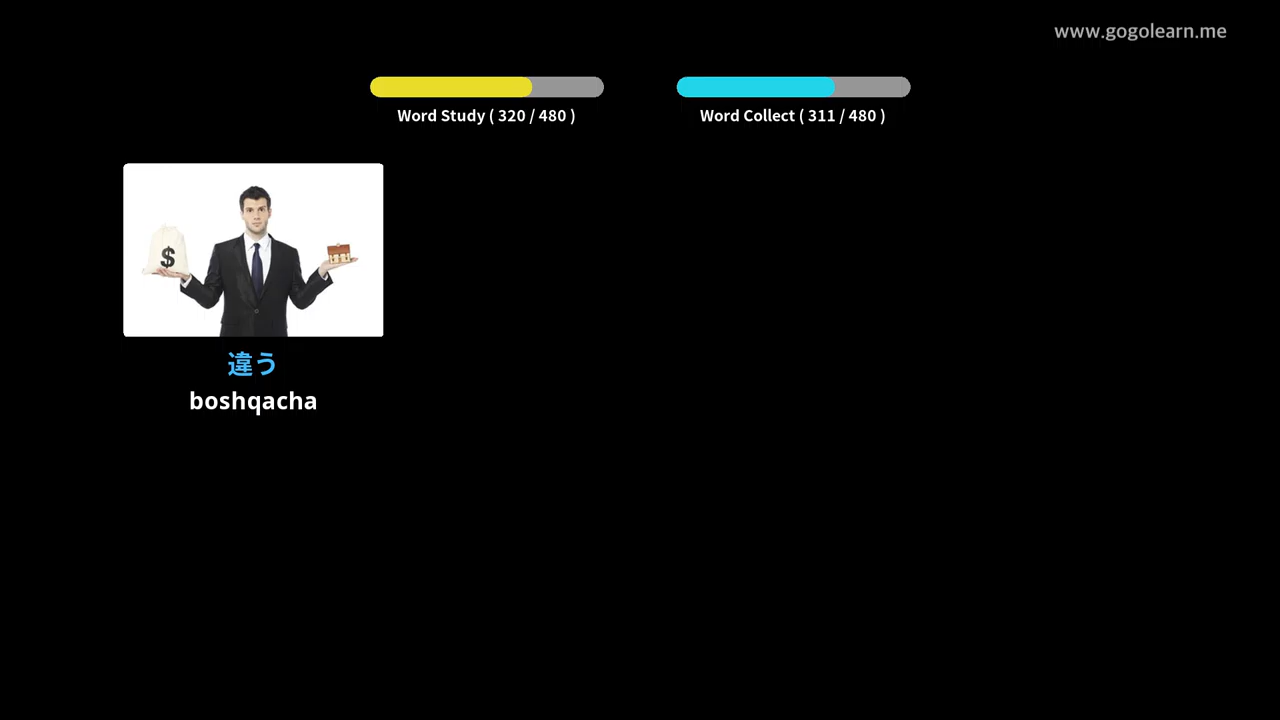 www.gogolearn.me
Word Study ( 320 / 480 )
Word Collect ( 311 / 480 )
$
違う
boshqacha